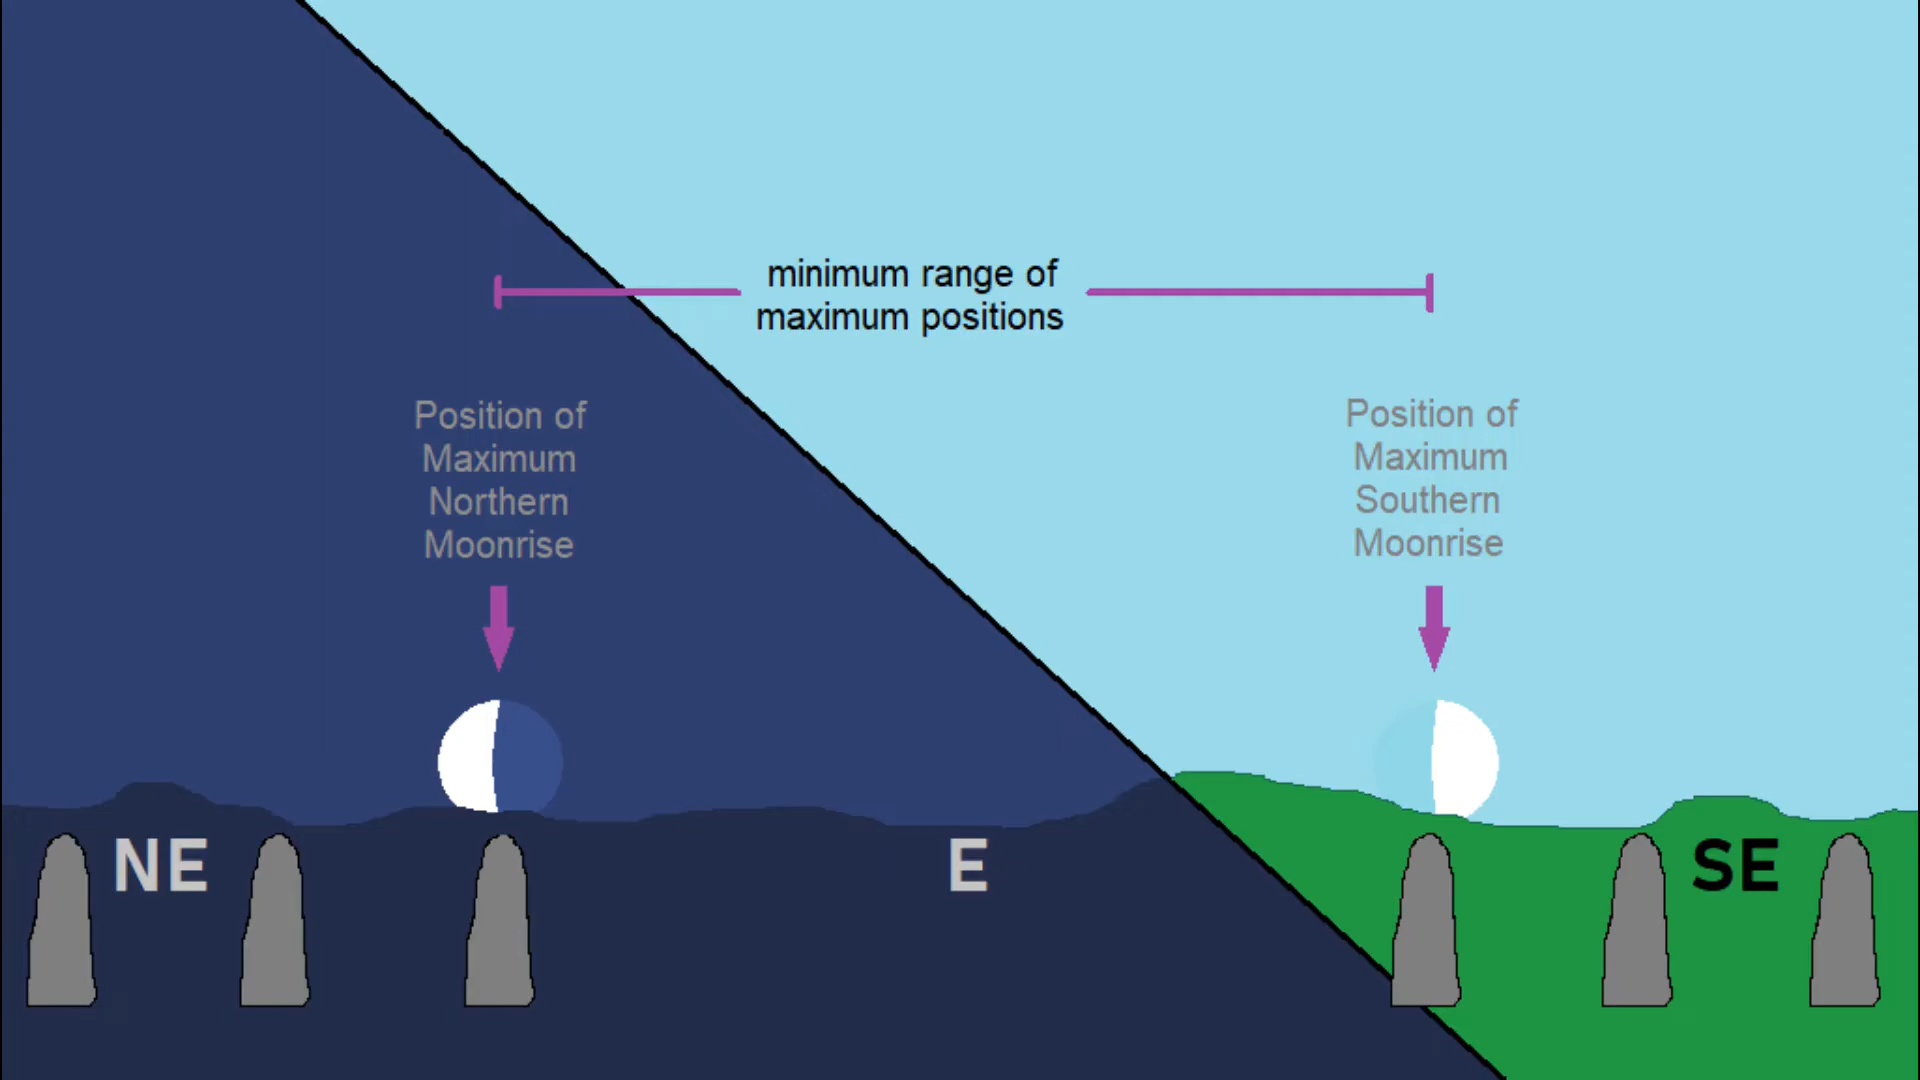 minimum range of
maximum positions
Position of
Maximum
Northern
Moonrise
Position of
Maximum
Southern
Moonrise
NE
E
SE